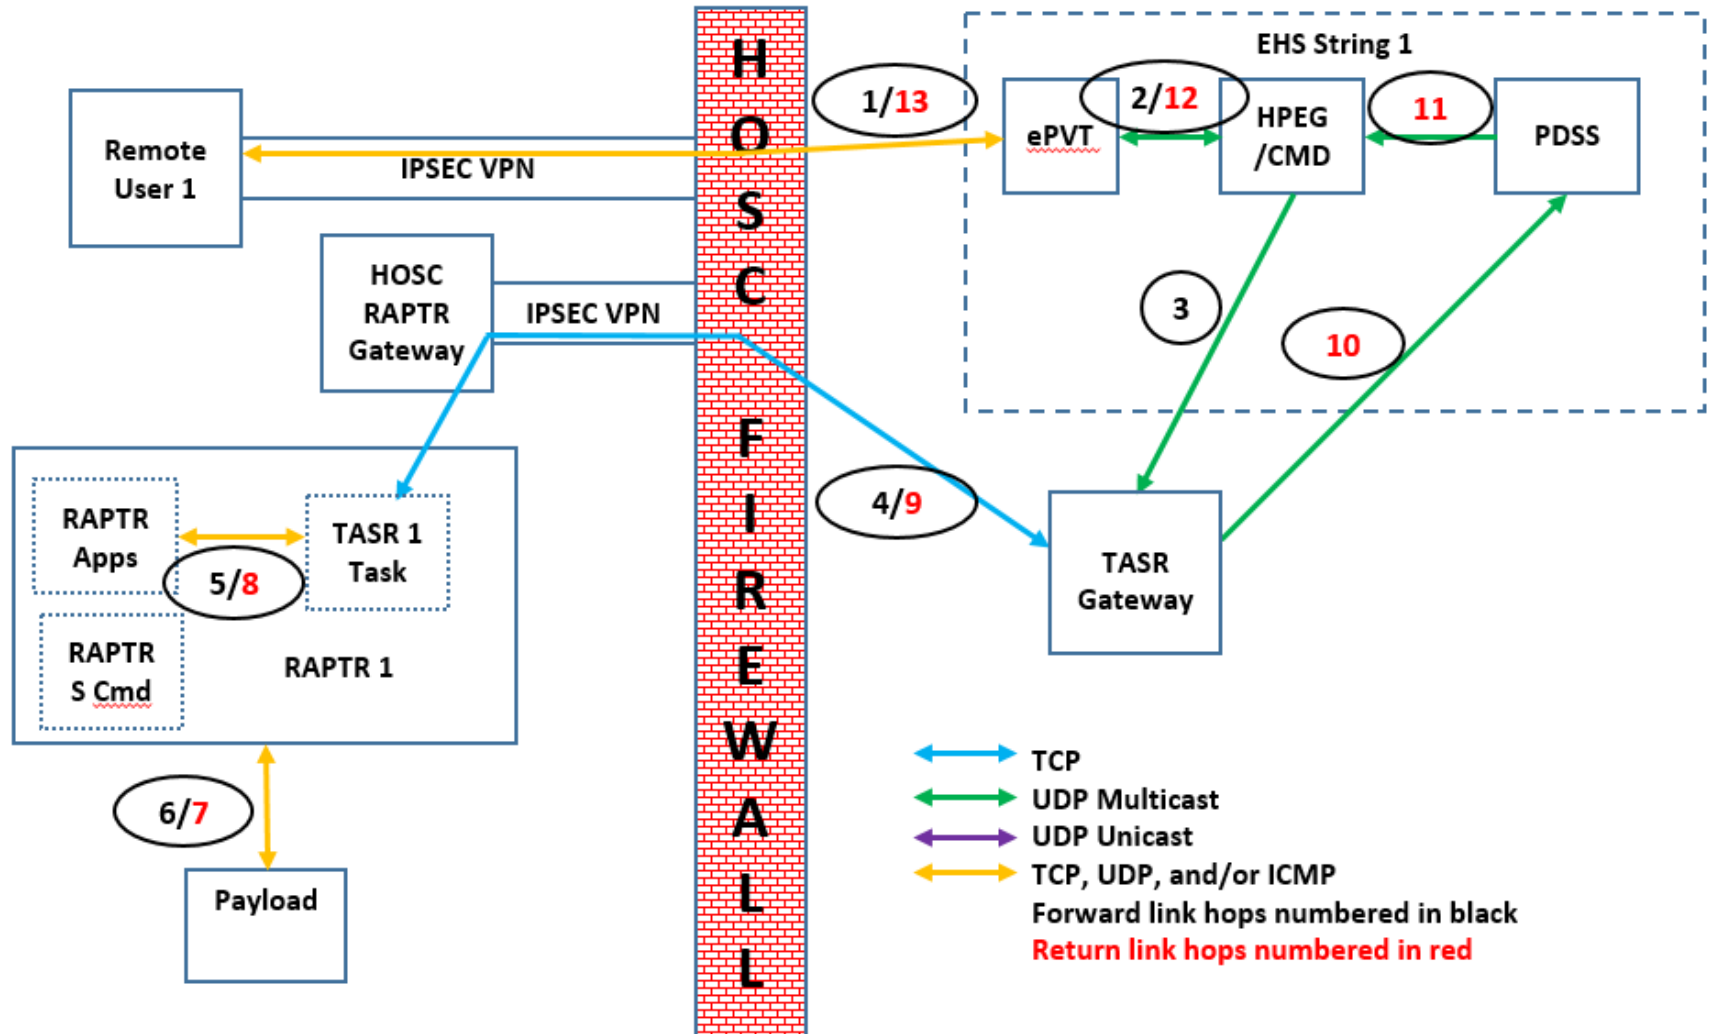 EHS String 1
Remote
User 1
IPSEC VPN
1/13
ePVT
2/12
HPEG
/CMD
11
PDSS
HOSC
RAPTR
Gateway
IPSEC VPN
3
10
H
O
S
C
F
I
R
E
W
A
L
L
4/9
TASR
Gateway
RAPTR
Apps
5/8
TASR 1
Task
RAPTR
S Cmd
RAPTR 1
6/7
Payload
TCP
UDP Multicast
UDP Unicast
TCP, UDP, and/or ICMP
Forward link hops numbered in black
Return link hops numbered in red